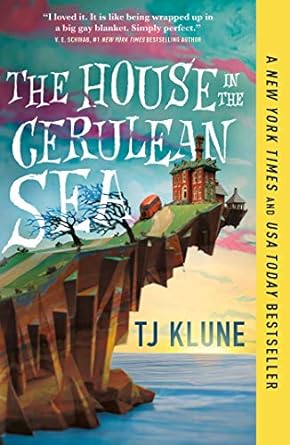 "I loved it. It is like being wrapped up in
a big gay blanket. Simply perfect."
V. E. SCHWAB, #1 NEW YORK TIMES BESTSELLING AUTHOR
THE HOUSE
IN THE
CERULEAN
SEA
TJ KLUNE
A NEW YORK TIMES AND USA TODAY BESTSELLER